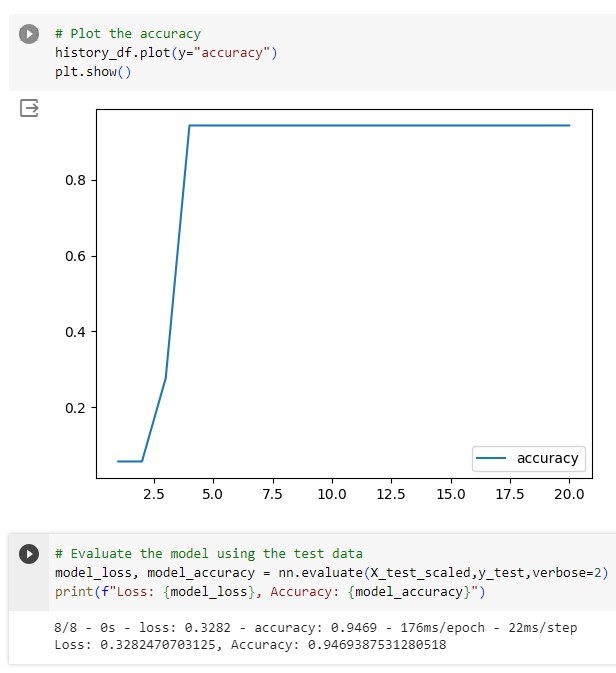 # Plot the accuracy
history_df.plot(y="accuracy")
plt.show()
0.8
0.6
0.4
0.2
accuracy
2.5 5.0 7.5 10.0 12.5 15.0 17.5 20.0
# Evaluate the model using the test data
model_loss, model_accuracy = nn.evaluate(X_test_scaled,y_test,verbose=2)
print(f"Loss: {model_loss}, Accuracy: {model_accuracy}")
8/8 - 0s - loss: 0.3282 - accuracy: 0.9469 - 176ms/epoch - 22ms/step
Loss: 0.3282470703125, Accuracy: 0.9469387531280518